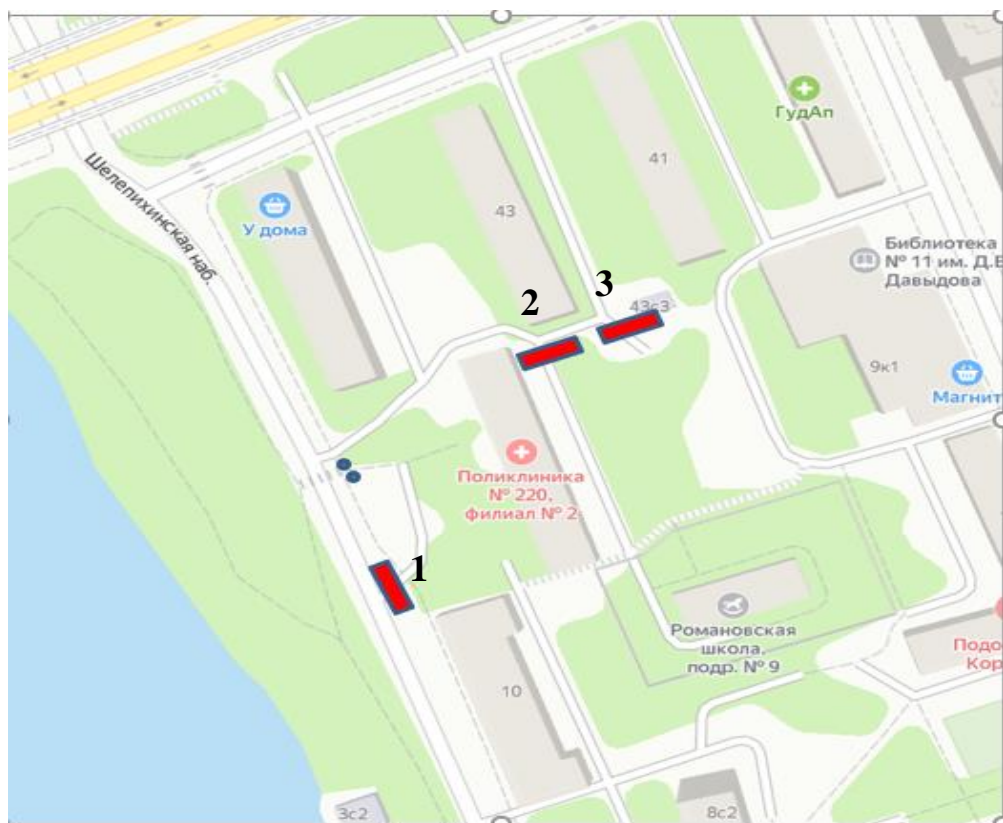 ГудАп
41
Шелепихинская наб.
43
У дома
Библиотека
№ 11 им. Д.В
Давыдова
2
3
43с3
9к1
Магнит
Поликлиника
№ 220,
филиал № 2
1
Романовская
школа,
подр. № 9
Подо
Кор
10
3с2
8с2